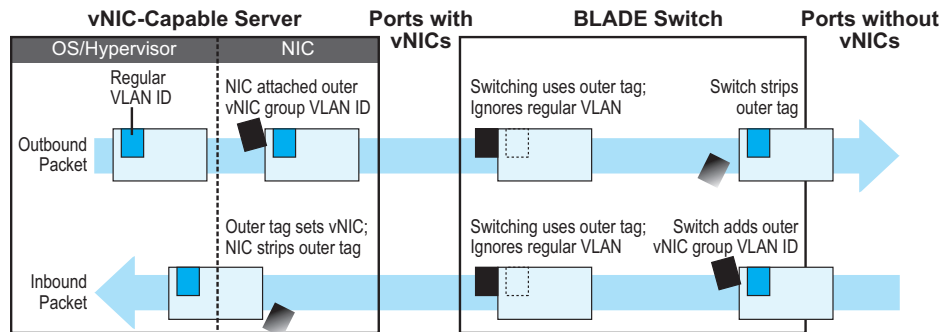 vNIC-Capable Server
Ports with
vNICs
BLADE Switch
Ports without
vNICs
OS/Hypervisor
NIC
Regular
VLAN ID
NIC attached outer
vNIC group VLAN ID
Switching uses outer tag;
Ignores regular VLAN
Switch strips
outer tag
Outbound
Packet
Outer tag sets vNIC;
NIC strips outer tag
Switching uses outer tag;
Ignores regular VLAN
Switch adds outer
vNIC group VLAN ID
Inbound
Packet